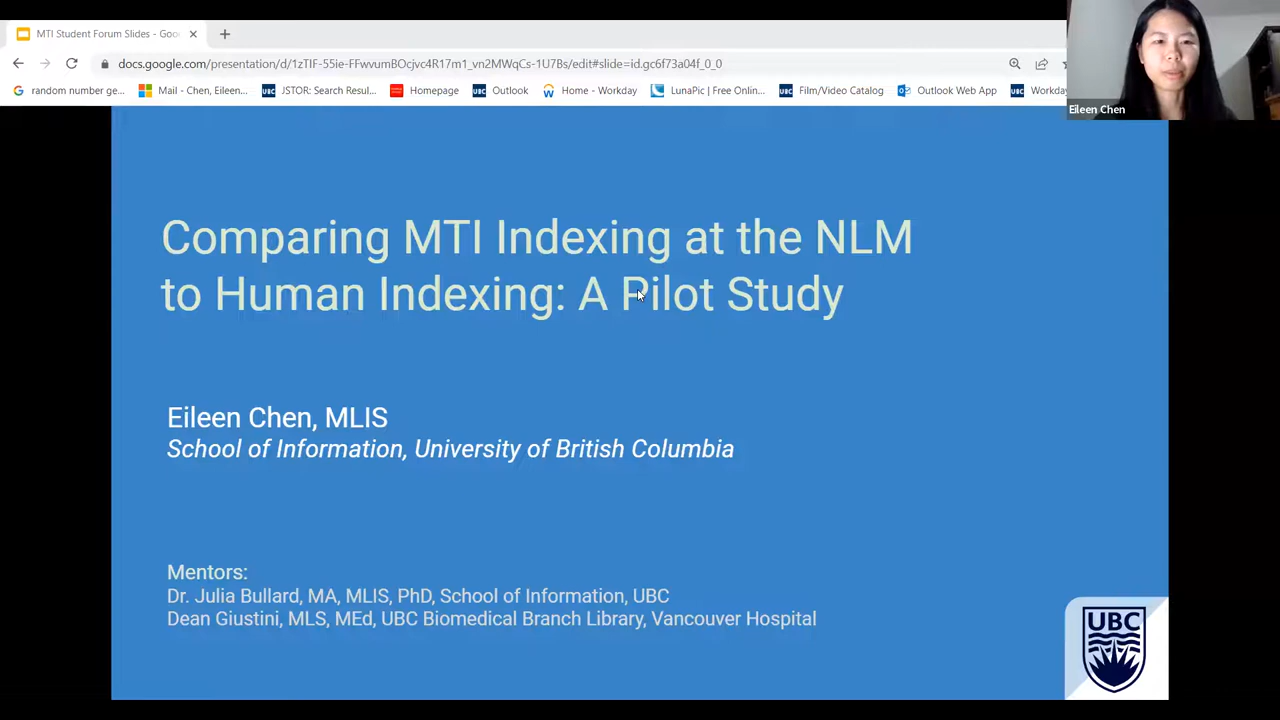 MTI Student Forum Slides - Goo
docs.google.com/presentation/d/1zTIF-55ie-FFwvumBOcjvc4R17m1_vn2MWqCs-1U7Bs/edit#slide=id.gc6f73a04f_0_0
random number ge... Mail - Chen, Eileen... UBC JSTOR: Search Resul... Homepage UBC Outlook Home - Workday LunaPic | Free Onlin... UBC Film/Video Catalog Outlook Web App UBC Workday
Eileen Chen
Comparing MTI Indexing at the NLM
to Human Indexing: A Pilot Study
Eileen Chen, MLIS
School of Information, University of British Columbia
Mentors:
Dr. Julia Bullard, MA, MLIS, PhD, School of Information, UBC
Dean Giustini, MLS, MEd, UBC Biomedical Branch Library, Vancouver Hospital
UBC